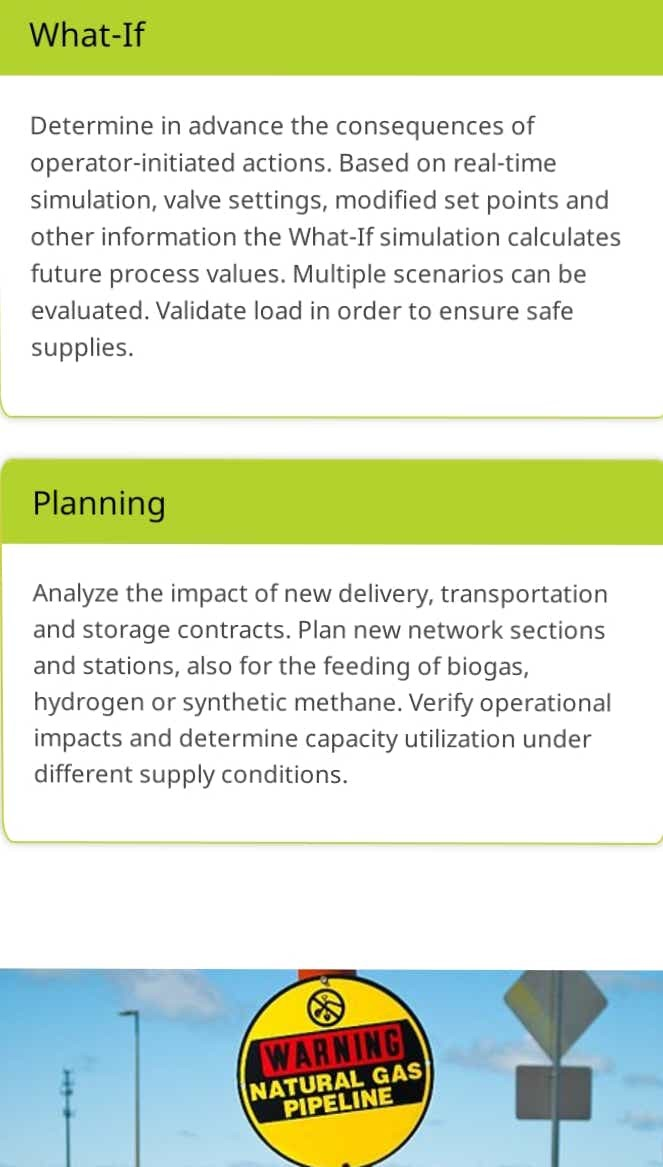 What-If
Determine in advance the consequences of
operator-initiated actions. Based on real-time
simulation, valve settings, modified set points and
other information the What-If simulation calculates
future process values. Multiple scenarios can be
evaluated. Validate load in order to ensure safe
supplies.
Planning
Analyze the impact of new delivery, transportation
and storage contracts. Plan new network sections
and stations, also for the feeding of biogas,
hydrogen or synthetic methane. Verify operational
impacts and determine capacity utilization under
different supply conditions.
WARNING
NATURAL GAS
PIPELINE